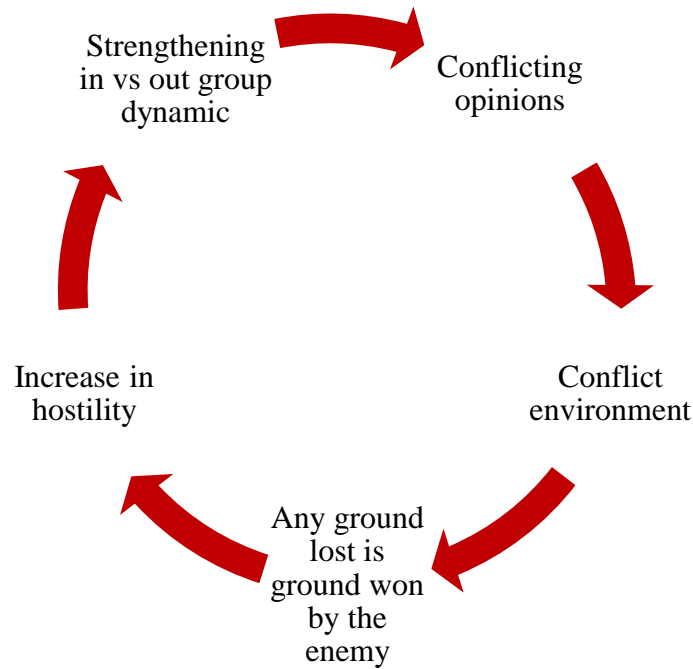 Strengthening
in vs out group
dynamic
Conflicting
opinions
Conflict
environment
Any ground
lost is
ground won
by the
enemy
Increase in
hostility